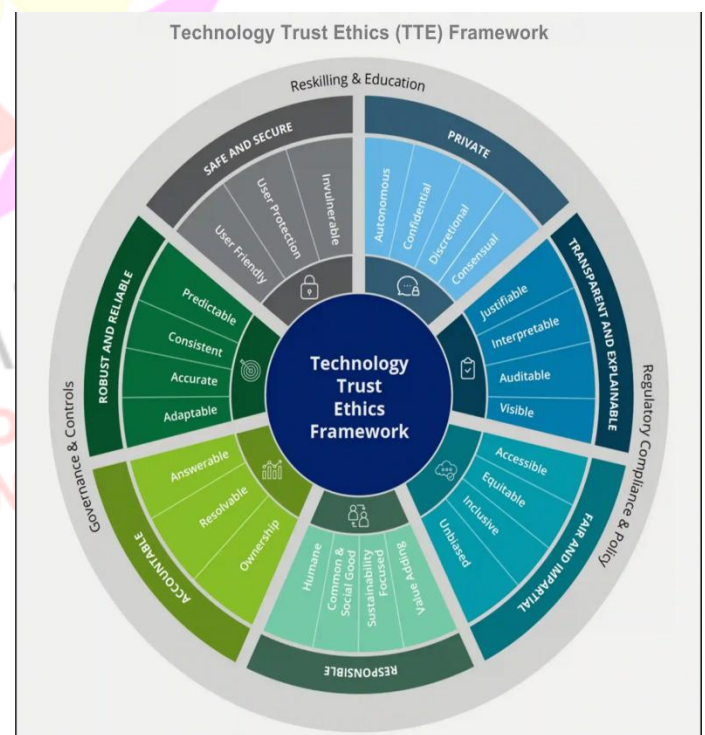 Technology Trust Ethics (TTE) Framework
Reskilling & Education
SAFE AND SECURE
User Friendly
User Protection
Invulnerable
PRIVATE
Autonomous
Confidential
Discretional
Consensual
TRANSPARENT AND EXPLAINABLE
Justifiable
Interpretable
Auditable
Visible
Regulatory Compliance & Policy
FAIR AND IMPARTIAL
Accessible
Equitable
Inclusive
Unbiased
RESPONSIBLE
Humane
Common &
Social Good
Sustainability
Focused
Value Adding
ACCOUNTABLE
Answerable
Resolvable
Ownership
Governance & Controls
ROBUST AND RELIABLE
Predictable
Consistent
Accurate
Adaptable
Technology
Trust
Ethics
Framework